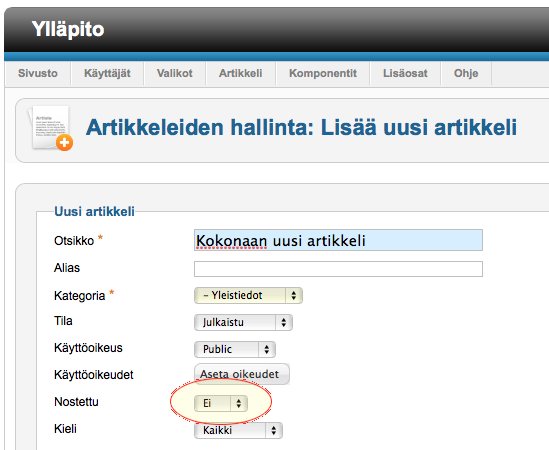 Ylläpito
Sivusto Käyttäjät Valikot Artikkeli Komponentit Lisäosat Ohje
Artikkeleiden hallinta: Lisää uusi artikkeli
Uusi artikkeli
Otsikko * Kokonaan uusi artikkeli
Alias
Kategoria * - Yleistiedot
Tila Julkaistu
Käyttöoikeus Public
Käyttöoikeudet Aseta oikeudet
Nostettu Ei
Kieli Kaikki